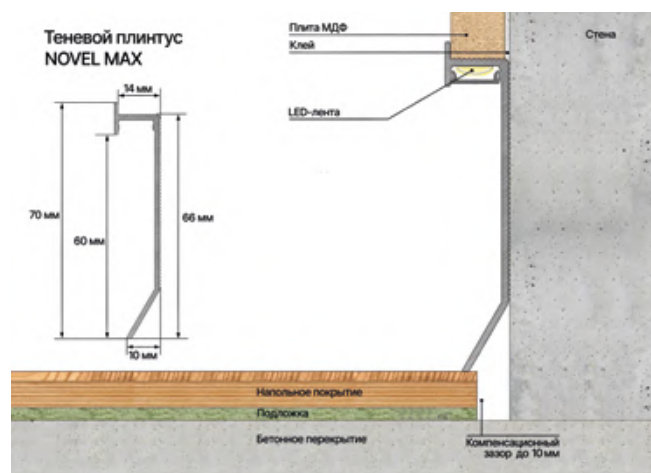 Теневой плинтус
NOVEL MAX
14 мм
70 мм
60 мм
66 мм
10 мм
Плита МДФ
Клей
Стена
LED-лента
Напольное покрытие
Подложка
Бетонное перекрытие
Компенсационный
зазор до 10 мм